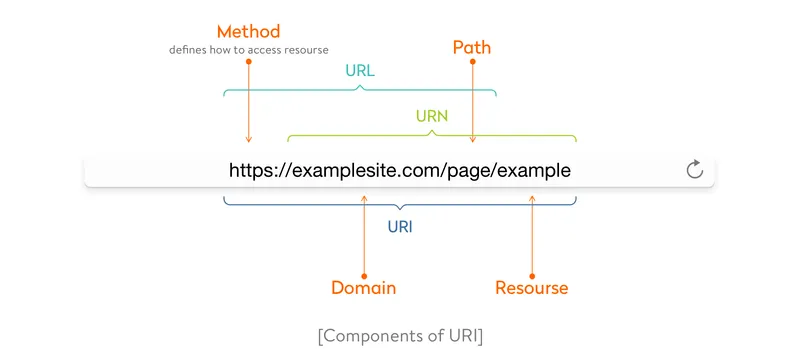 Method
defines how to access resourse
Path
URL
URN
https://examplesite.com/page/example
URI
Domain
Resourse
[Components of URI]